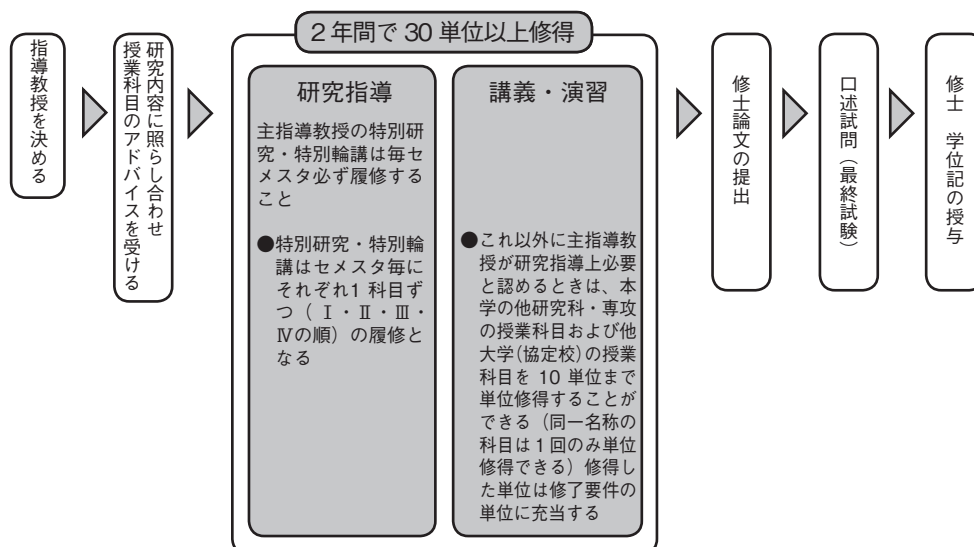 指導教授を決める
研究内容に照らし合わせ
授業科目のアドバイスを受ける
2年間で 30 単位以上修得
研究指導
主指導教授の特別研
究・特別輪講は毎セ
メスタ必ず履修する
こと
●特別研究・特別輪
講はセメスタ毎に
それぞれ1 科目ず
つ（ Ⅰ・Ⅱ・Ⅲ・
Ⅳの順）の履修と
なる
講義・演習
●これ以外に主指導教
授が研究指導上必要
と認めるときは、本
学の他研究科・専攻
の授業科目および他
大学（協定校）の授業
科目を 10 単位まで
単位修得することが
できる（同一名称の
科目は1回のみ単位
修得できる）修得し
た単位は修了要件の
単位に充当する
修士論文の提出
口述試問（最終試験）
修士 学位記の授与